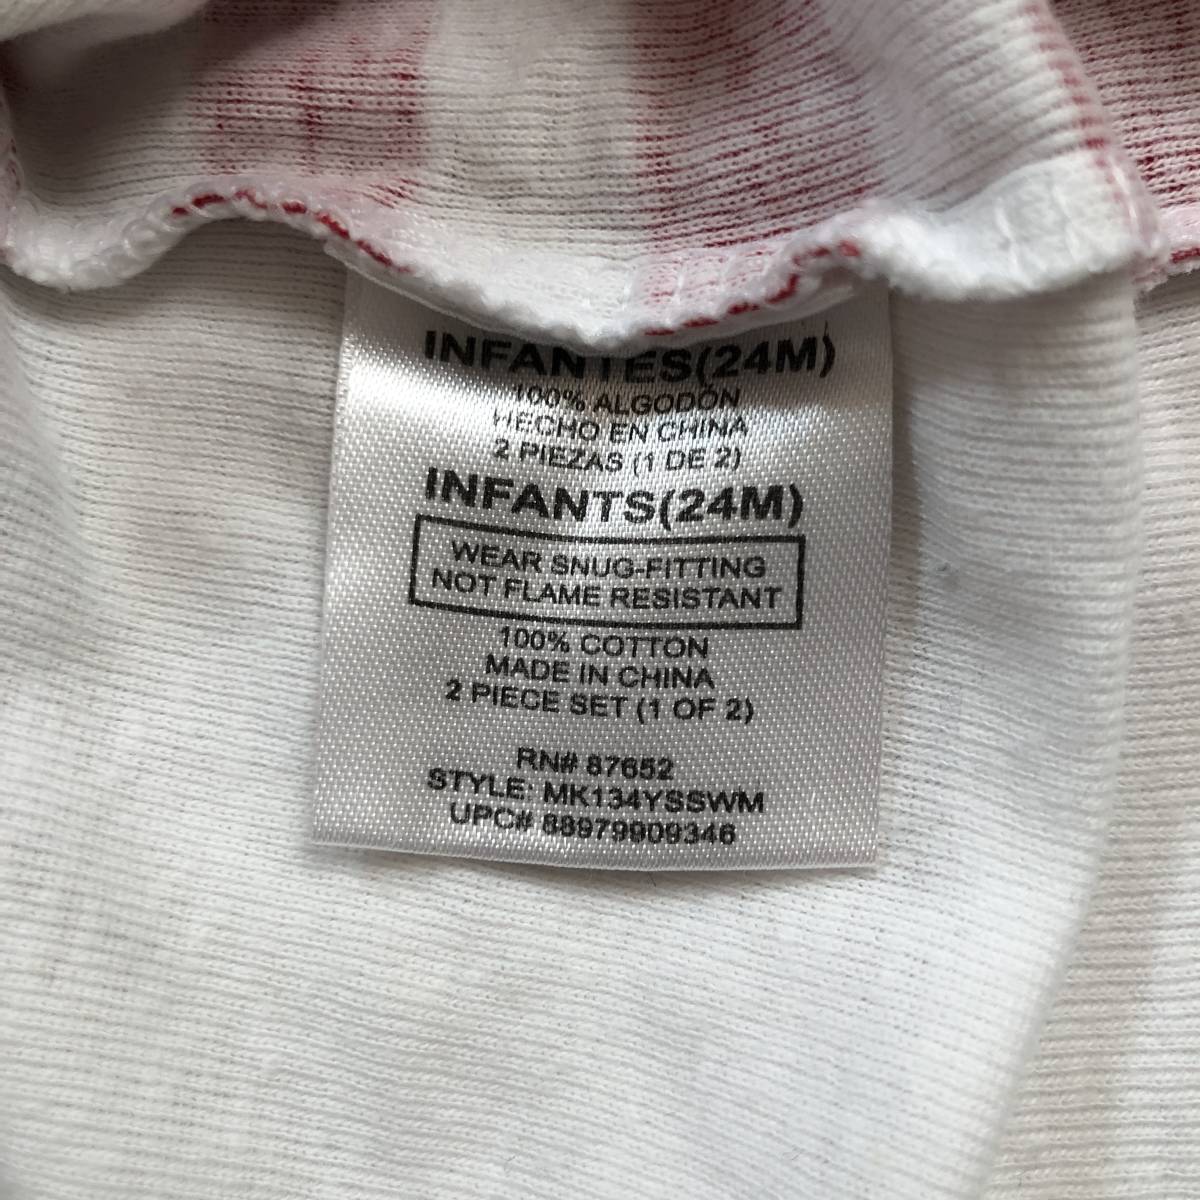 INFANTES(24M)
100% ALGODÓN
HECHO EN CHINA
2 PIEZAS (1 DE 2)
INFANTS(24M)
WEAR SNUG-FITTING
NOT FLAME RESISTANT
100% COTTON
MADE IN CHINA
2 PIECE SET (1 OF 2)
RN# 87652
STYLE: MK134YSSWM
UPC# 88979909346